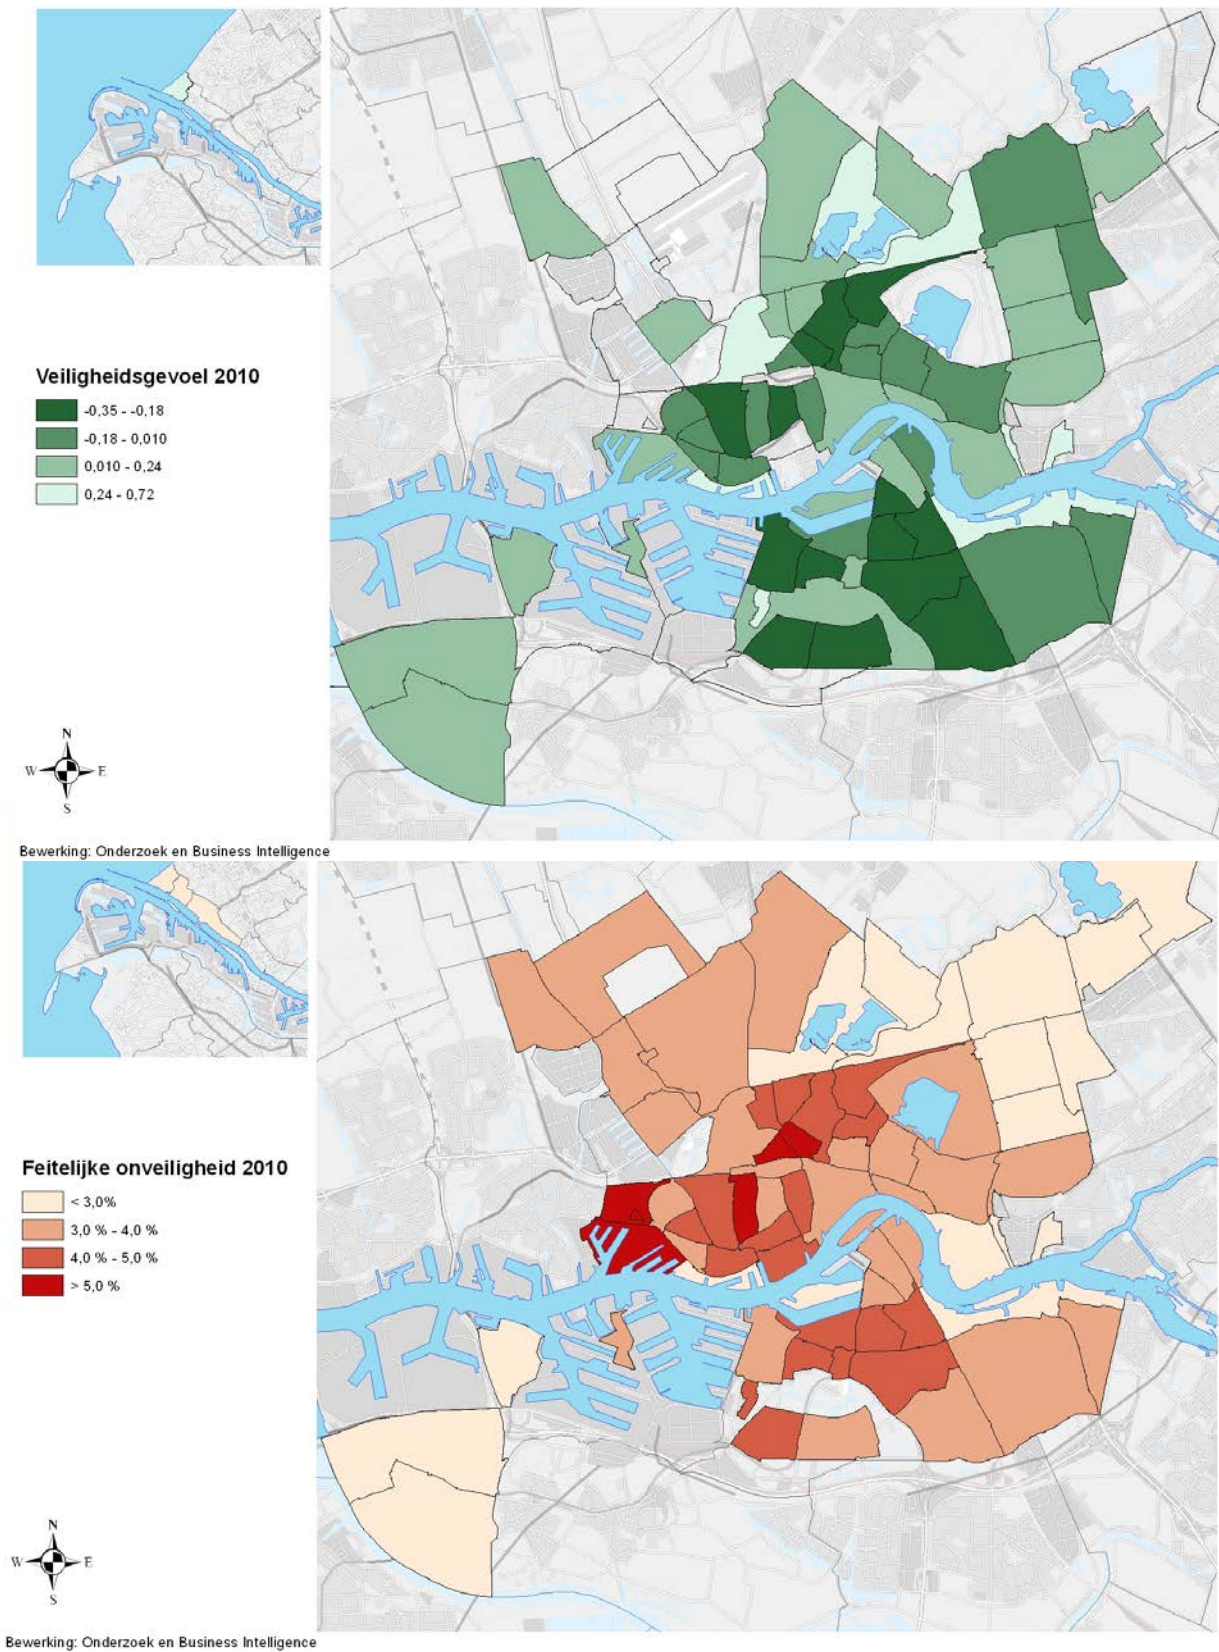 Veiligheidsgevoel 2010
-0,35 - -0,18
-0,18 - 0,010
0,010 - 0,24
0,24 - 0,72
N
W E
S
Bewerking: Onderzoek en Business Intelligence
Feitelijke onveiligheid 2010
< 3,0%
3,0 % - 4,0 %
4,0 % - 5,0 %
> 5,0 %
N
W E
S
Bewerking: Onderzoek en Business Intelligence